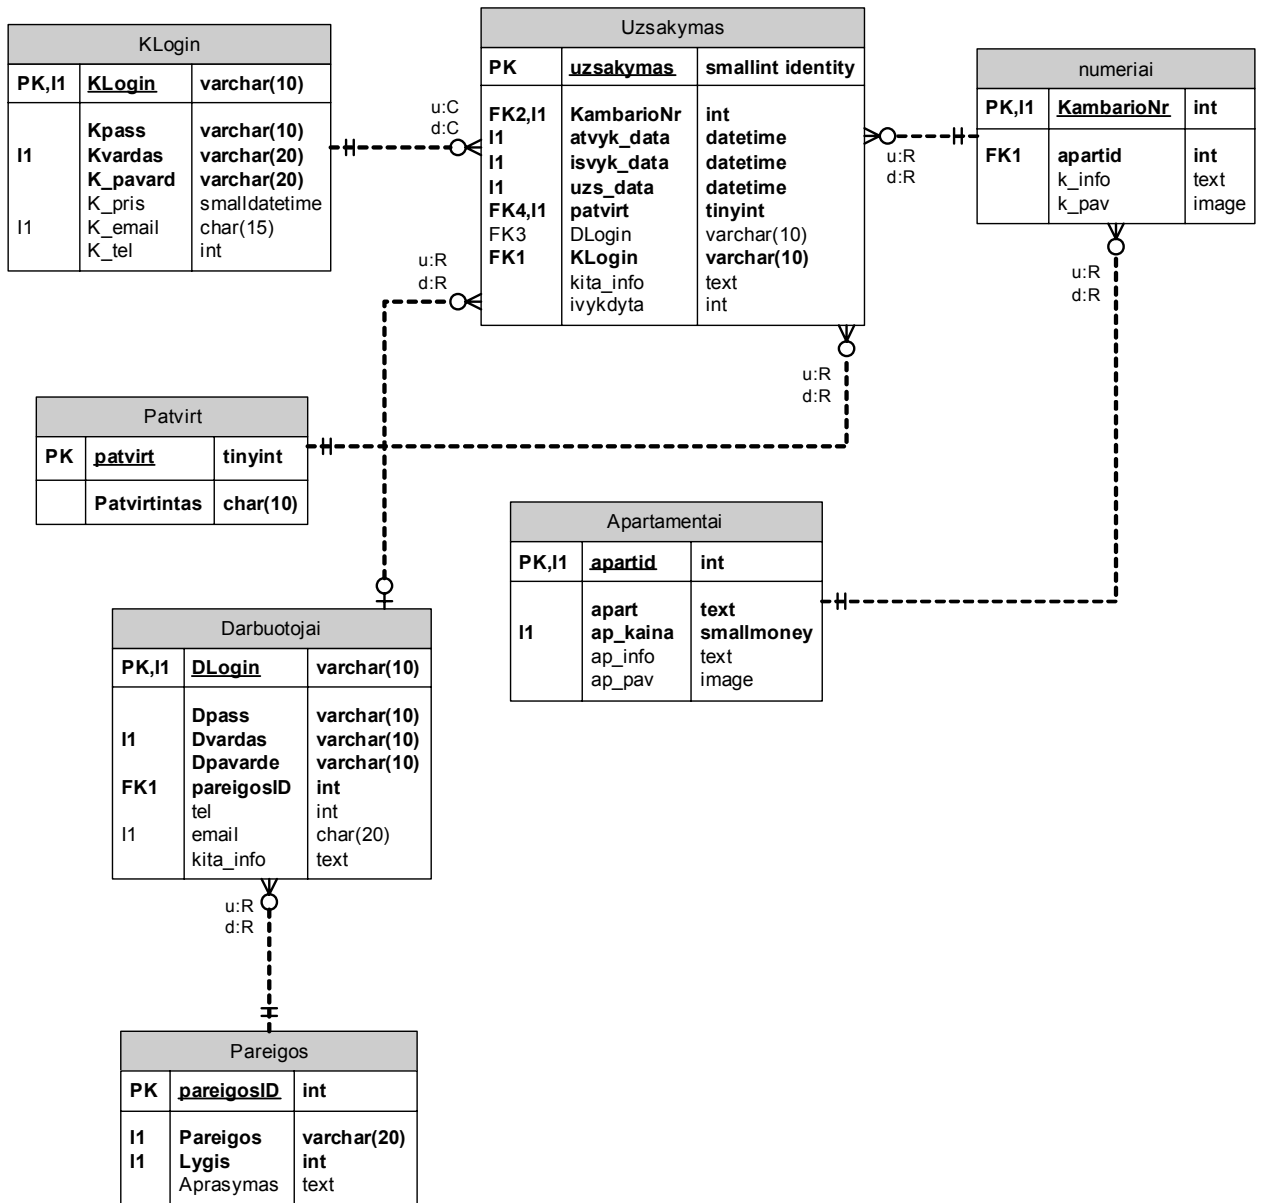 KLogin
PK,I1 KLogin varchar(10)
Kpass varchar(10)
I1 Kvardas varchar(20)
K_pavard varchar(20)
K_pris smalldatetime
I1 K_email char(15)
K_tel int
u:C
d:C
Uzsakymas
PK uzsakymas smallint identity
FK2,I1 KambarioNr int
I1 atvyk_data datetime
I1 isvyk_data datetime
I1 uzs_data datetime
FK4,I1 patvirt tinyint
FK3 DLogin varchar(10)
FK1 KLogin varchar(10)
kita_info text
ivykdyta int
u:R
d:R
numeriai
PK,I1 KambarioNr int
FK1 apartid int
k_info text
k_pav image
u:R
d:R
u:R
d:R
u:R
d:R
Patvirt
PK patvirt tinyint
Patvirtintas char(10)
Apartamentai
PK,I1 apartid int
apart text
I1 ap_kaina smallmoney
ap_info text
ap_pav image
Darbuotojai
PK,I1 DLogin varchar(10)
Dpass varchar(10)
I1 Dvardas varchar(10)
Dpavarde varchar(10)
FK1 pareigosID int
tel int
I1 email char(20)
kita_info text
u:R
d:R
Pareigos
PK pareigosID int
I1 Pareigos varchar(20)
I1 Lygis int
Aprasymas text